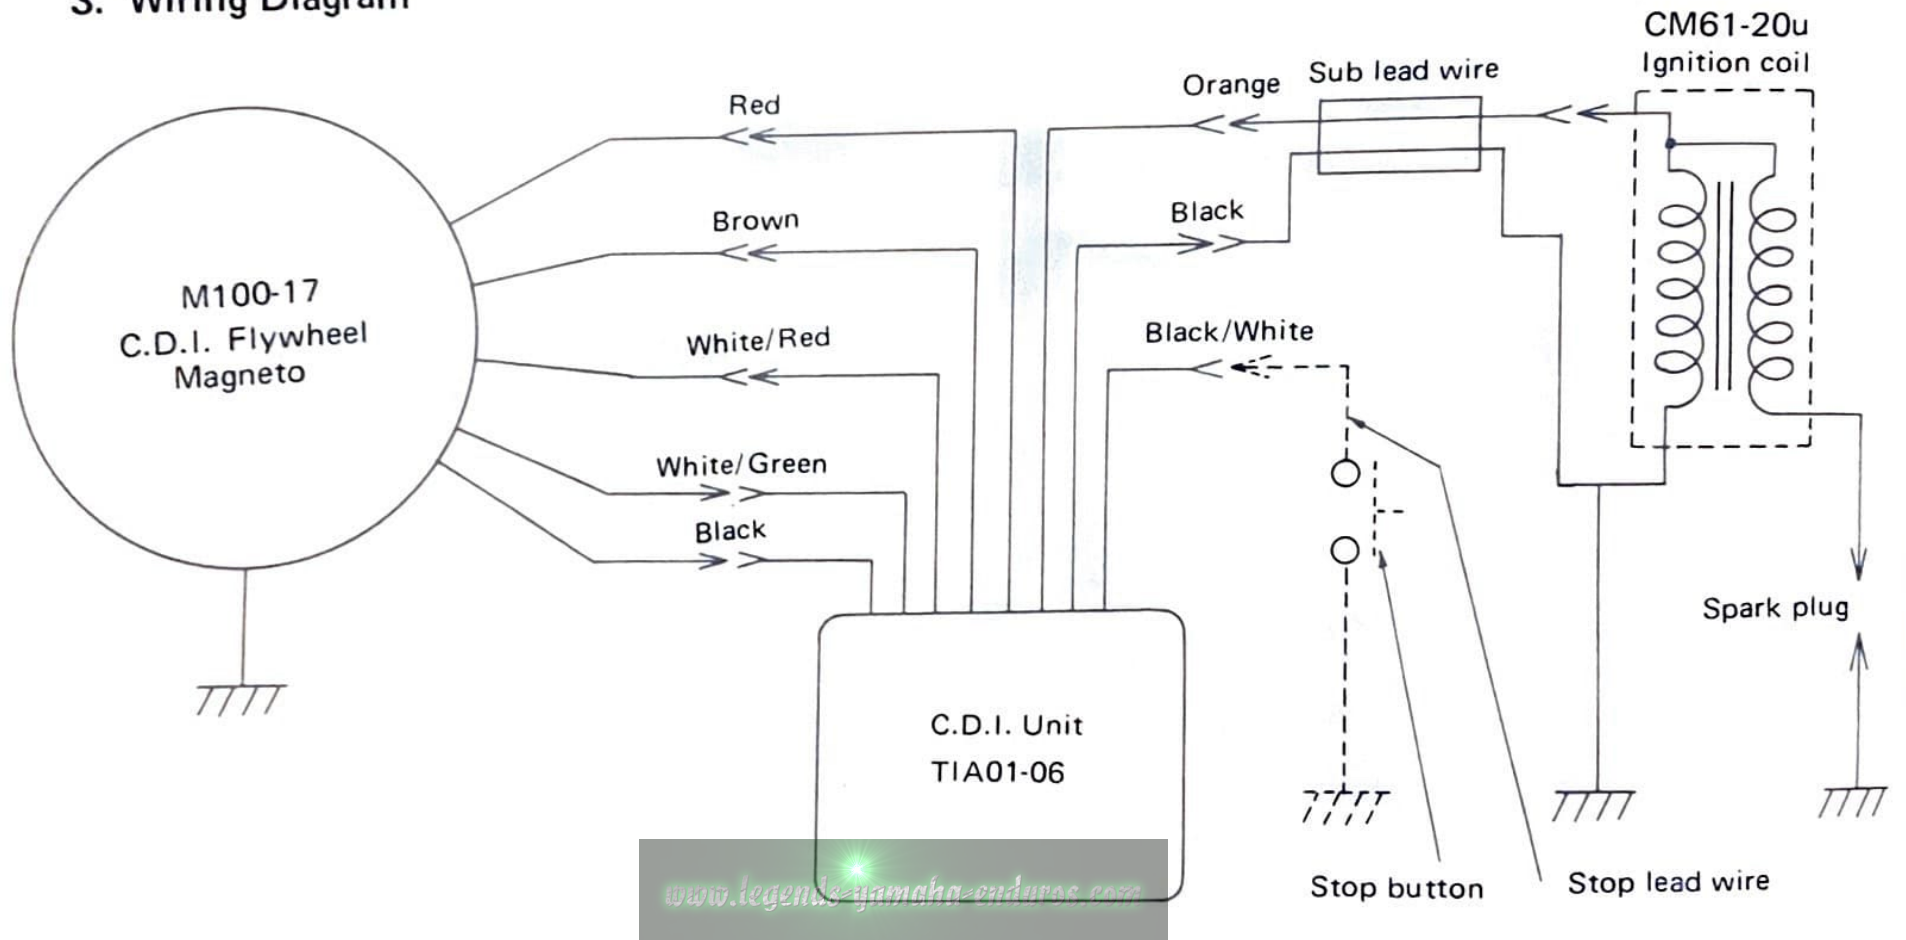 3. Wiring Diagram
CM61-20u
Ignition coil
Sub lead wire
Orange
Red
Brown
Black
M100-17
C.D.I. Flywheel
Magneto
White/Red
Black/White
White/Green
Black
Spark plug
C.D.I. Unit
TIA01-06
Stop button
Stop lead wire
www.legends-yamaha-enduros.com